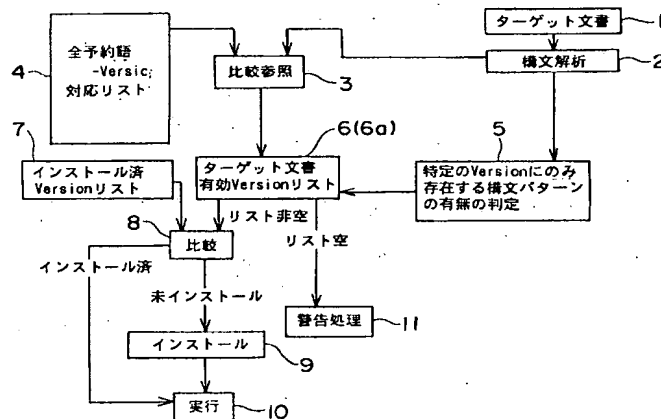 ターゲット文書
1
全予約語
-Versic
対応リスト
4
比較参照
3
構文解析
2
7
インストール済
Versionリスト
6(6a)
ターゲット文書
有効Versionリスト
5
特定のVersionにのみ
存在する構文パターン
の有無の判定
8
比較
リスト非空
リスト空
インストール済
未インストール
警告処理
11
インストール
9
実行
10